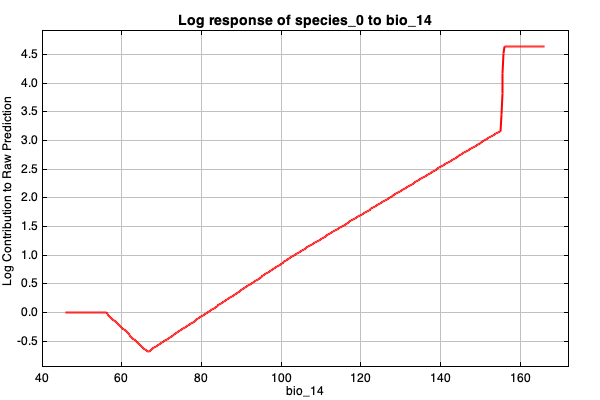 Log response of species_0 to bio_14
Log Contribution to Raw Prediction
4.5
4.0
3.5
3.0
2.5
2.0
1.5
1.0
0.5
0.0
-0.5
40 60 80 100 120 140 160
bio_14